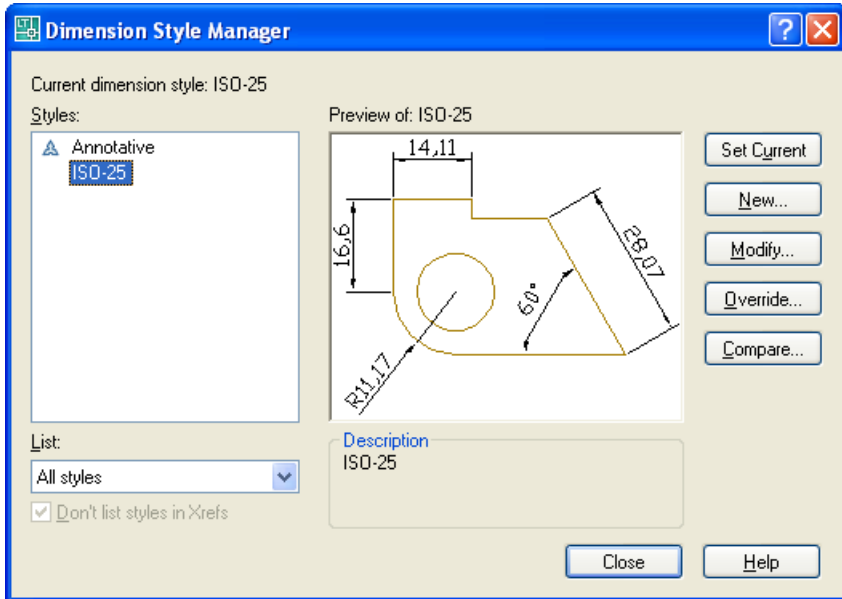 LT
Dimension Style Manager
Current dimension style: ISO-25
Styles:
Preview of: ISO-25
Annotative
ISO-25
14,11
16,6
28,07
60°
R11,17
Set Current
New...
Modify...
Override...
Compare...
List:
All styles
Don't list styles in Xrefs
Description
ISO-25
Close
Help